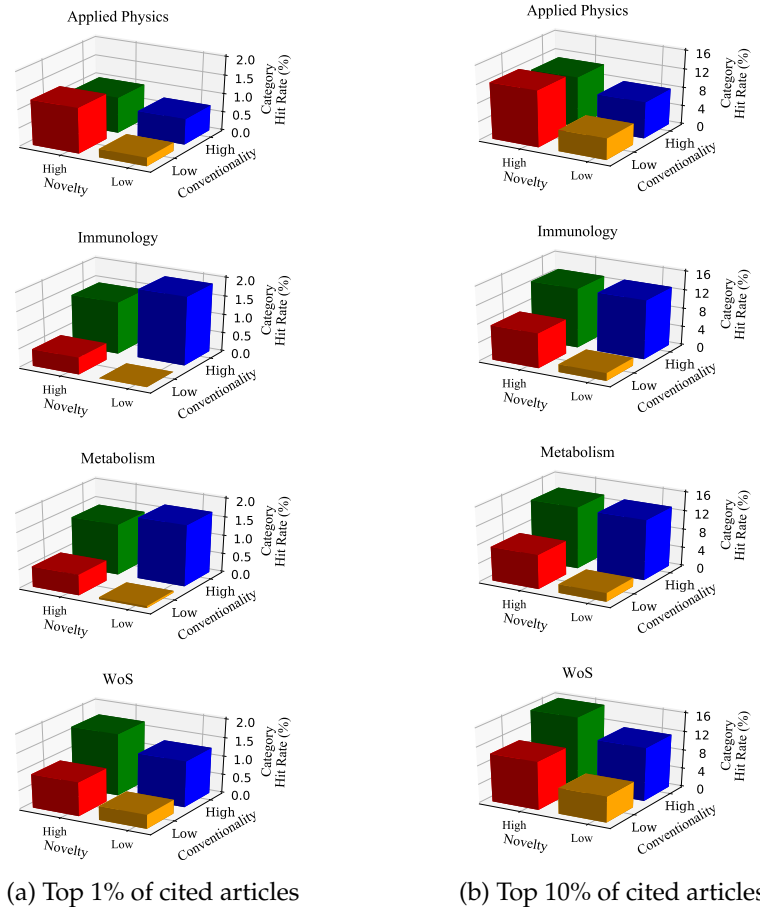 Applied Physics
2.0
1.5
1.0
0.5
0.0
Category
Hit Rate (%)
High
Low
Novelty
High
Low
Conventionality
Applied Physics
16
12
8
4
0
Category
Hit Rate (%)
High
Low
Novelty
High
Low
Conventionality
Immunology
2.0
1.5
1.0
0.5
0.0
Category
Hit Rate (%)
High
Low
Novelty
High
Low
Conventionality
Immunology
16
12
8
4
0
Category
Hit Rate (%)
High
Low
Novelty
High
Low
Conventionality
Metabolism
2.0
1.5
1.0
0.5
0.0
Category
Hit Rate (%)
High
Low
Novelty
High
Low
Conventionality
Metabolism
16
12
8
4
0
Category
Hit Rate (%)
High
Low
Novelty
High
Low
Conventionality
WoS
2.0
1.5
1.0
0.5
0.0
Category
Hit Rate (%)
High
Low
Novelty
High
Low
Conventionality
WoS
16
12
8
4
0
Category
Hit Rate (%)
High
Low
Novelty
High
Low
Conventionality
(a) Top 1% of cited articles
(b) Top 10% of cited articles